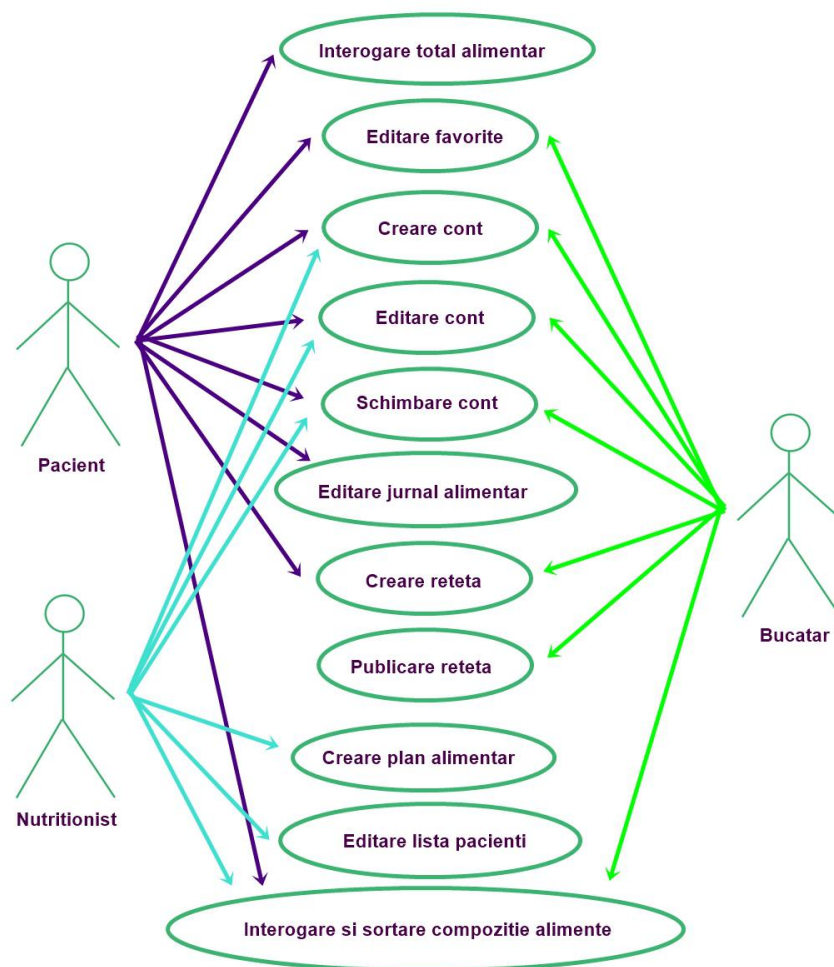 Interogare total alimentar
Editare favorite
Creare cont
Editare cont
Schimbare cont
Pacient
Editare jurnal alimentar
Creare reteta
Bucatar
Publicare reteta
Creare plan alimentar
Nutritionist
Editare lista pacienti
Interogare si sortare compozitie alimente